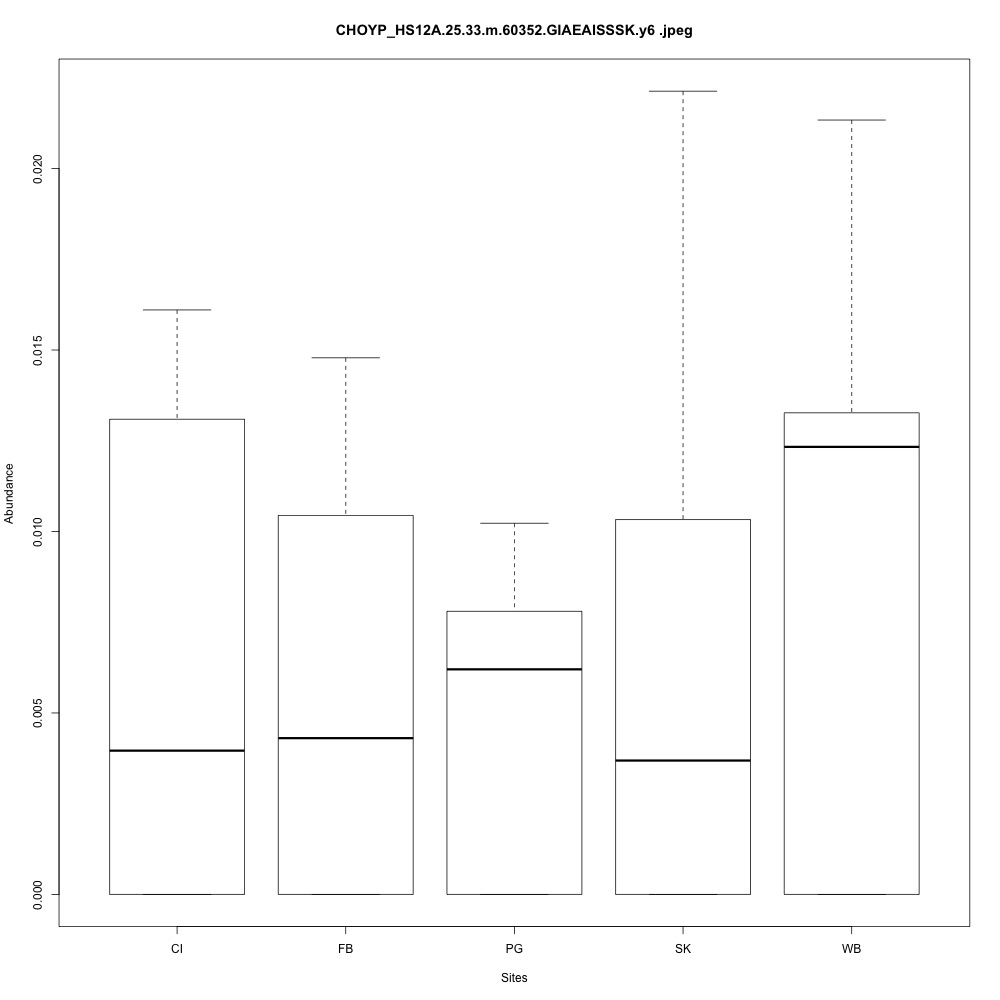 CHOYP_HS12A.25.33.m.60352.GIAEAISSSK.y6 .jpeg
Abundance
0.020
0.015
0.010
0.005
0.000
CI FB PG SK WB
Sites